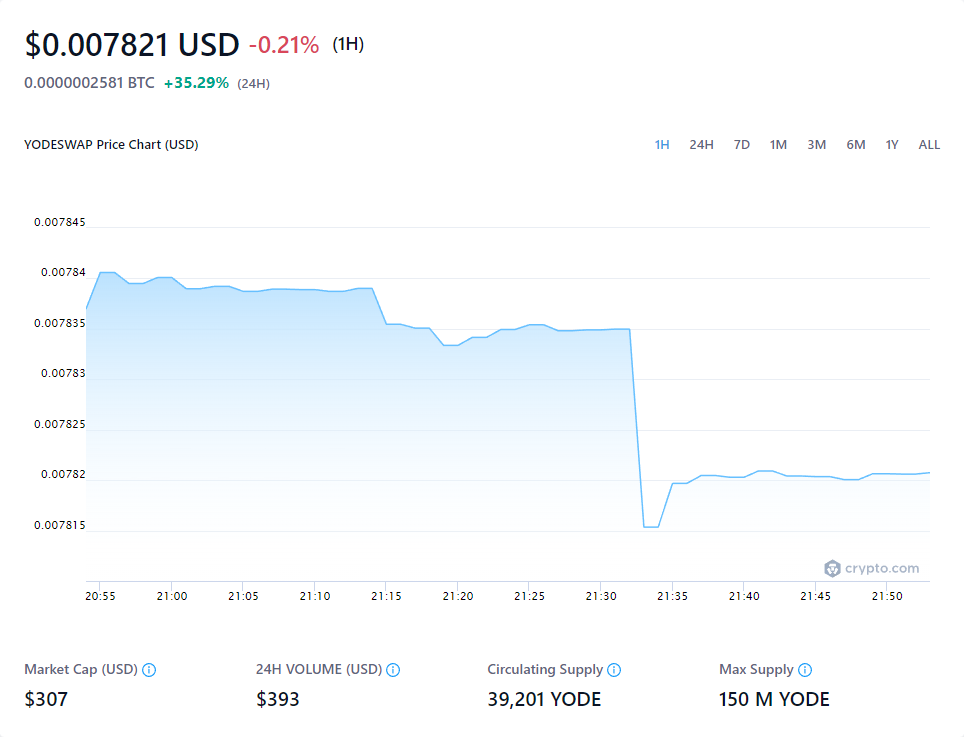 $0.007821 USD -0.21% (1H)
0.0000002581 BTC +35.29% (24H)
YODESWAP Price Chart (USD)
1H 24H 7D 1M 3M 6M 1Y ALL
0.007845
0.00784
0.007835
0.00783
0.007825
0.00782
0.007815
crypto.com
20:55 21:00 21:05 21:10 21:15 21:20 21:25 21:30 21:35 21:40 21:45 21:50
Market Cap (USD) 24H VOLUME (USD) Circulating Supply Max Supply
$307 $393 39,201 YODE 150 M YODE